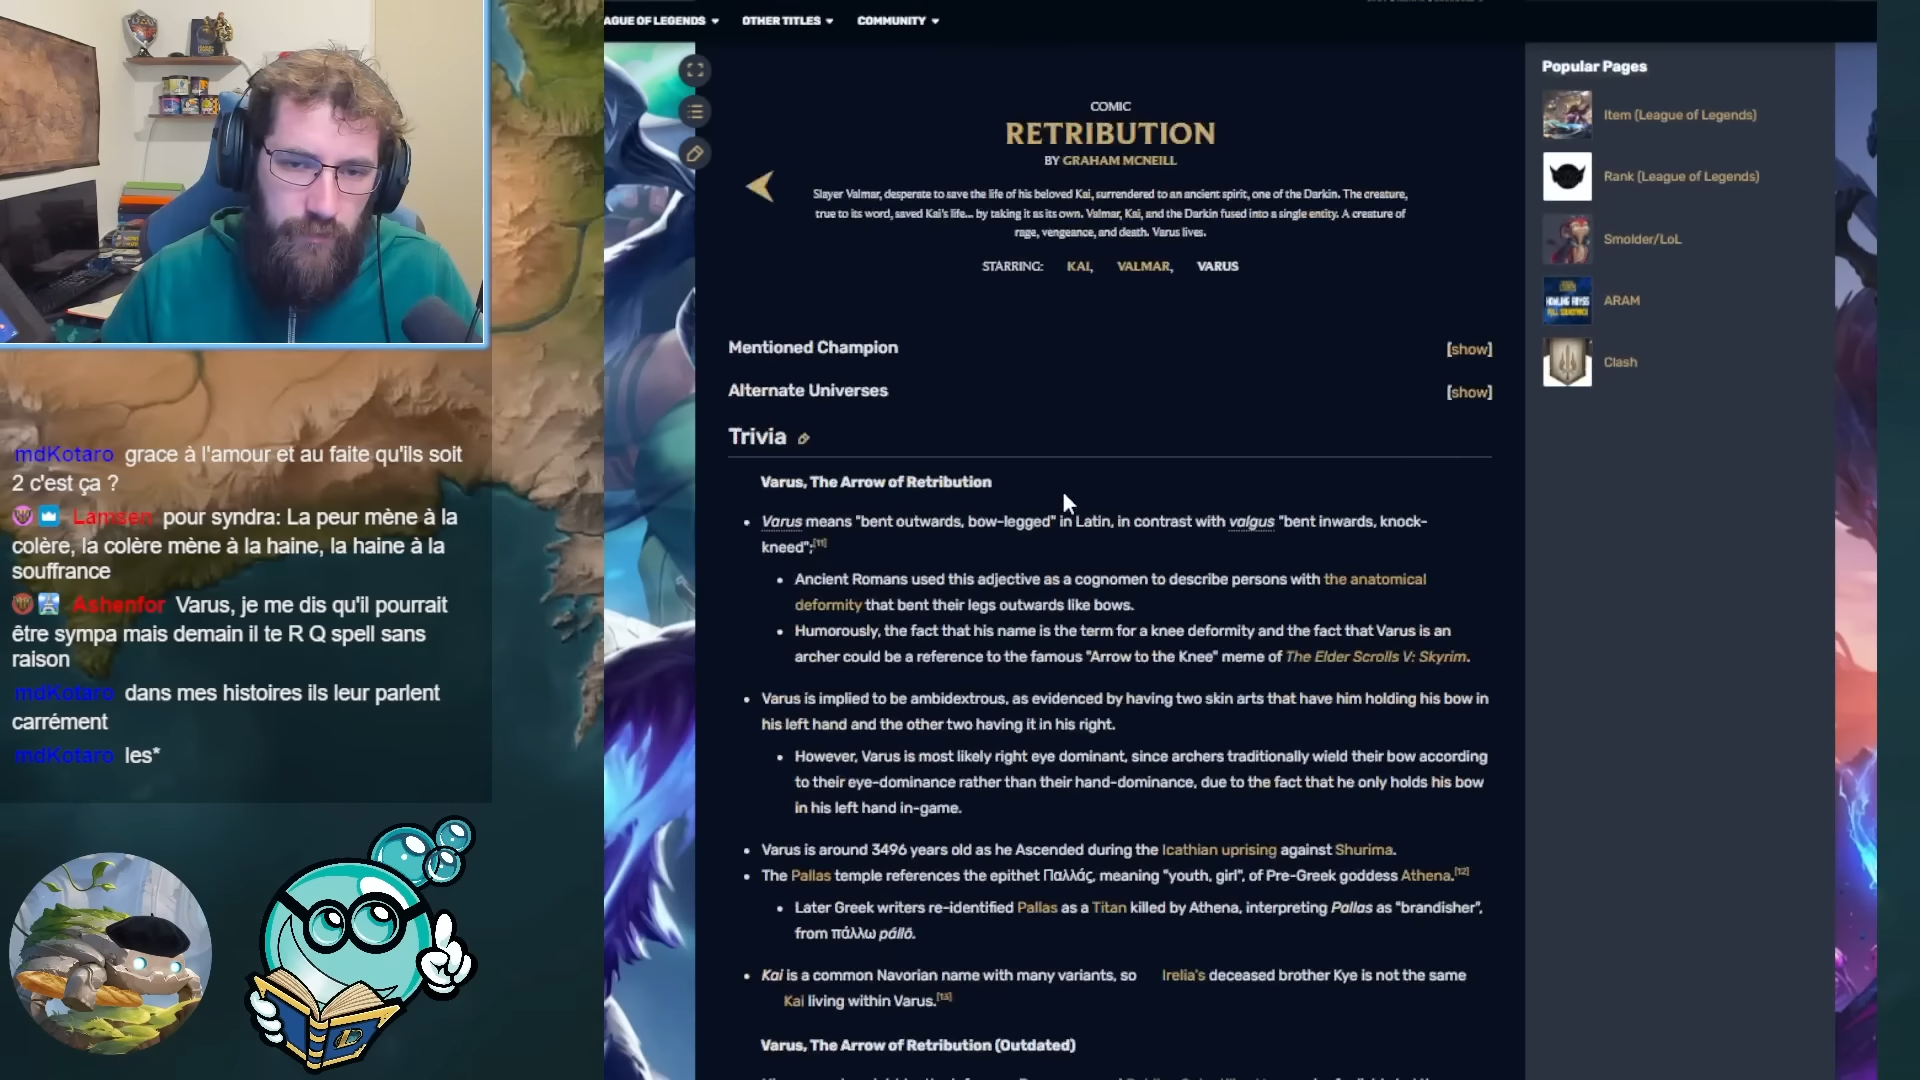 AGUE OF LEGENDS
OTHER TITLES
COMMUNITY
COMIC
RETRIBUTION
BY GRAHAM MCNEILL
Slayer Valmar, desperate to save the life of his beloved Kai, surrendered to an ancient spirit, one of the Darkin. The creature,
true to its word, saved Kai's life... by taking it as its own. Valmar, Kai, and the Darkin fused into a single entity. A creature of
rage, vengeance, and death. Varus lives.
STARRING: KAI, VALMAR, VARUS
Mentioned Champion [show]
Alternate Universes [show]
Trivia
Varus, The Arrow of Retribution
Varus means "bent outwards, bow-legged" in Latin, in contrast with valgus "bent inwards, knock-
kneed";[11]
Ancient Romans used this adjective as a cognomen to describe persons with the anatomical
deformity that bent their legs outwards like bows.
Humorously, the fact that his name is the term for a knee deformity and the fact that Varus is an
archer could be a reference to the famous "Arrow to the Knee" meme of The Elder Scrolls V: Skyrim.
Varus is implied to be ambidextrous, as evidenced by having two skin arts that have him holding his bow in
his left hand and the other two having it in his right.
However, Varus is most likely right eye dominant, since archers traditionally wield their bow according
to their eye-dominance rather than their hand-dominance, due to the fact that he only holds his bow
in his left hand in-game.
Varus is around 3496 years old as he Ascended during the Icathian uprising against Shurima.
The Pallas temple references the epithet Παλλάς, meaning "youth, girl", of Pre-Greek goddess Athena.[12]
Later Greek writers re-identified Pallas as a Titan killed by Athena, interpreting Pallas as "brandisher",
from πάλλω pállō.
Kai is a common Navorian name with many variants, so Irelia's deceased brother Kye is not the same
Kai living within Varus.[13]
Varus, The Arrow of Retribution (Outdated)
Popular Pages
Item (League of Legends)
Rank (League of Legends)
Smolder/LoL
ARAM
Clash
mdKotaro grace à l'amour et au faite qu'ils soit
2 c'est ça ?
Lamsen pour syndra: La peur mène à la
colère, la colère mène à la haine, la haine à la
souffrance
Ashenfor Varus, je me dis qu'il pourrait
être sympa mais demain il te R Q spell sans
raison
mdKotaro dans mes histoires ils leur parlent
carrément
mdKotaro les*